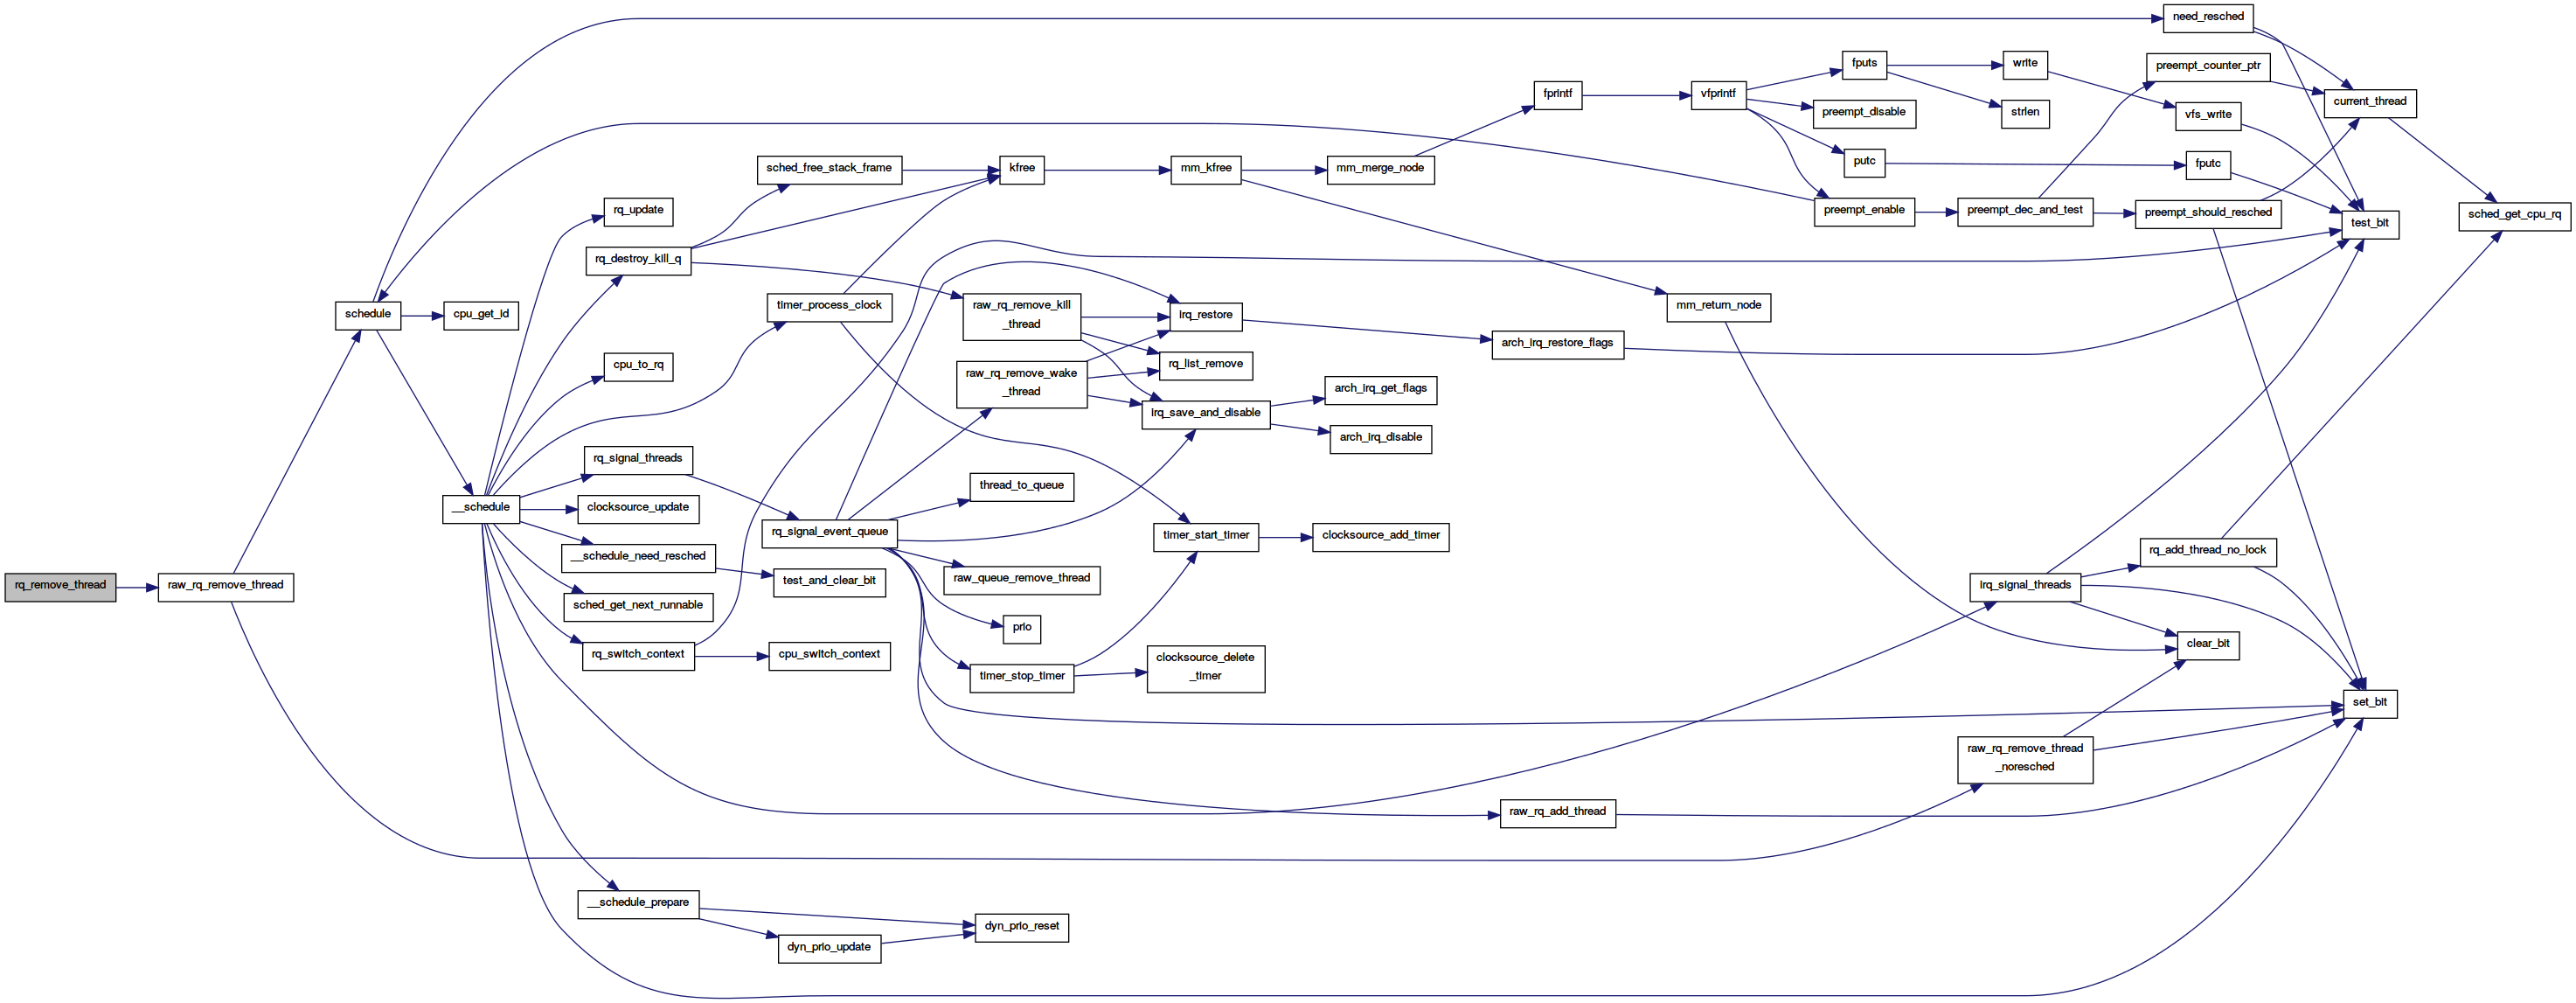 need_resched
fputs
write
preempt_counter_ptr
fprintf
vfprintf
current_thread
preempt_disable
strlen
vfs_write
sched_free_stack_frame
kfree
mm_kfree
mm_merge_node
putc
fputc
rq_update
preempt_enable
preempt_dec_and_test
preempt_should_resched
sched_get_cpu_rq
test_bit
rq_destroy_kill_q
schedule
cpu_get_id
timer_process_clock
raw_rq_remove_kill
_thread
irq_restore
mm_return_node
arch_irq_restore_flags
cpu_to_rq
raw_rq_remove_wake
_thread
rq_list_remove
arch_irq_get_flags
irq_save_and_disable
arch_irq_disable
rq_signal_threads
thread_to_queue
__schedule
clocksource_update
rq_signal_event_queue
timer_start_timer
clocksource_add_timer
__schedule_need_resched
rq_add_thread_no_lock
rq_remove_thread
raw_rq_remove_thread
test_and_clear_bit
raw_queue_remove_thread
irq_signal_threads
sched_get_next_runnable
prio
clear_bit
rq_switch_context
cpu_switch_context
timer_stop_timer
clocksource_delete
_timer
set_bit
raw_rq_remove_thread
_noresched
raw_rq_add_thread
__schedule_prepare
dyn_prio_reset
dyn_prio_update